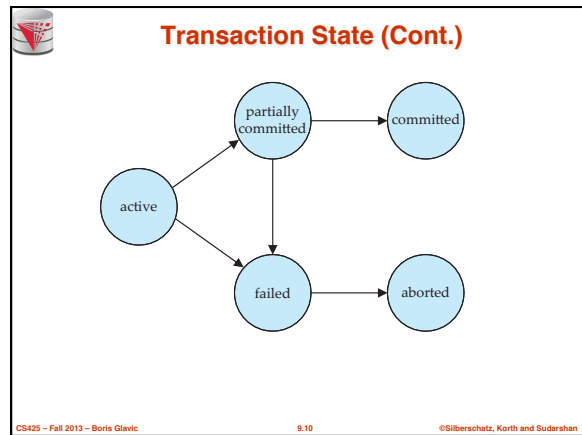 Transaction State (Cont.)
partially
committed
committed
active
failed
aborted
CS425 – Fall 2013 – Boris Glavic
9.10
©Silberschatz, Korth and Sudarshan